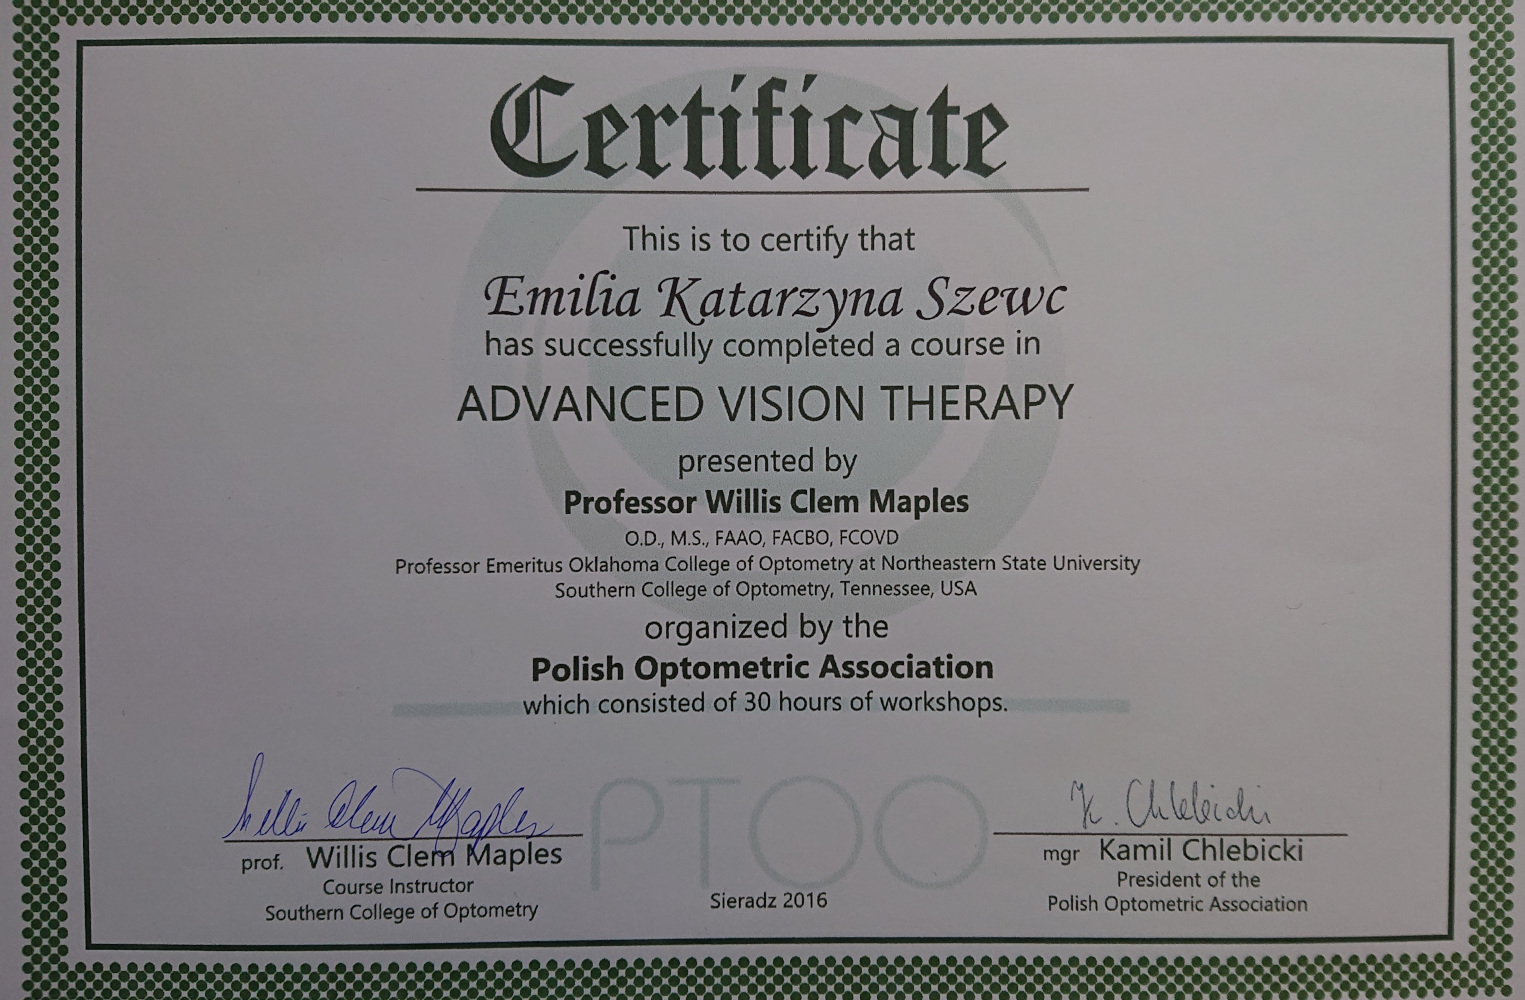 Certificate
This is to certify that
Emilia Katarzyna Szewc
has successfully completed a course in
ADVANCED VISION THERAPY
presented by
Professor Willis Clem Maples
O.D., M.S., FAAO, FACBO, FCOVD
Professor Emeritus Oklahoma College of Optometry at Northeastern State University
Southern College of Optometry, Tennessee, USA
organized by the
Polish Optometric Association
which consisted of 30 hours of workshops.
PTOO
Willis Clem Maples
prof. Willis Clem Maples
Course Instructor
Southern College of Optometry
Sieradz 2016
K. Chlebicki
mgr Kamil Chlebicki
President of the
Polish Optometric Association